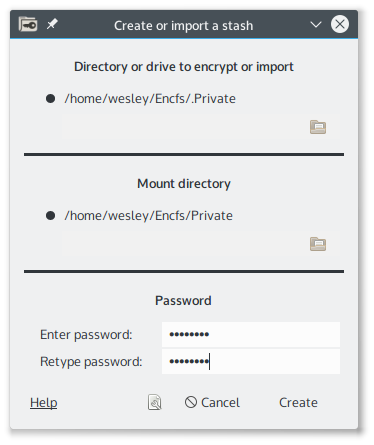 Create or import a stash
Directory or drive to encrypt or import
/home/wesley/Encfs/.Private
Mount directory
/home/wesley/Encfs/Private
Password
Enter password: ••••••••
Retype password: ••••••••
Help Cancel Create